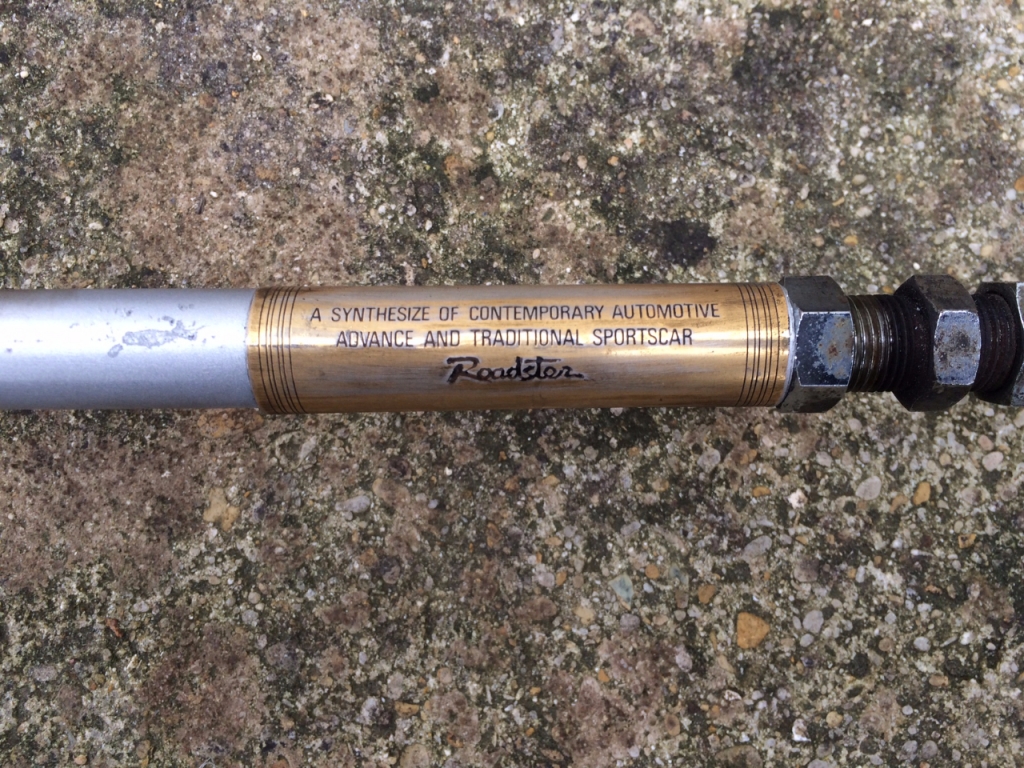 A SYNTHESIZE OF CONTEMPORARY AUTOMOTIVE
ADVANCE AND TRADITIONAL SPORTSCAR
Roadster